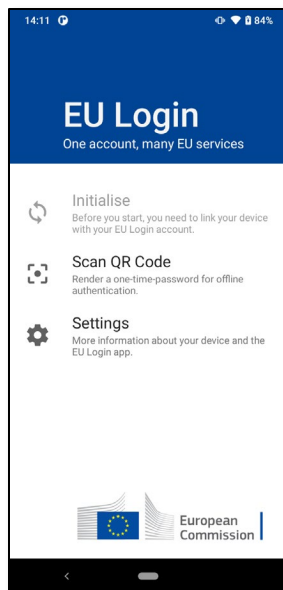 14:11
84%
EU Login
One account, many EU services
Initialise
Before you start, you need to link your device
with your EU Login account.
Scan QR Code
Render a one-time-password for offline
authentication.
Settings
More information about your device and the
EU Login app.
European
Commission